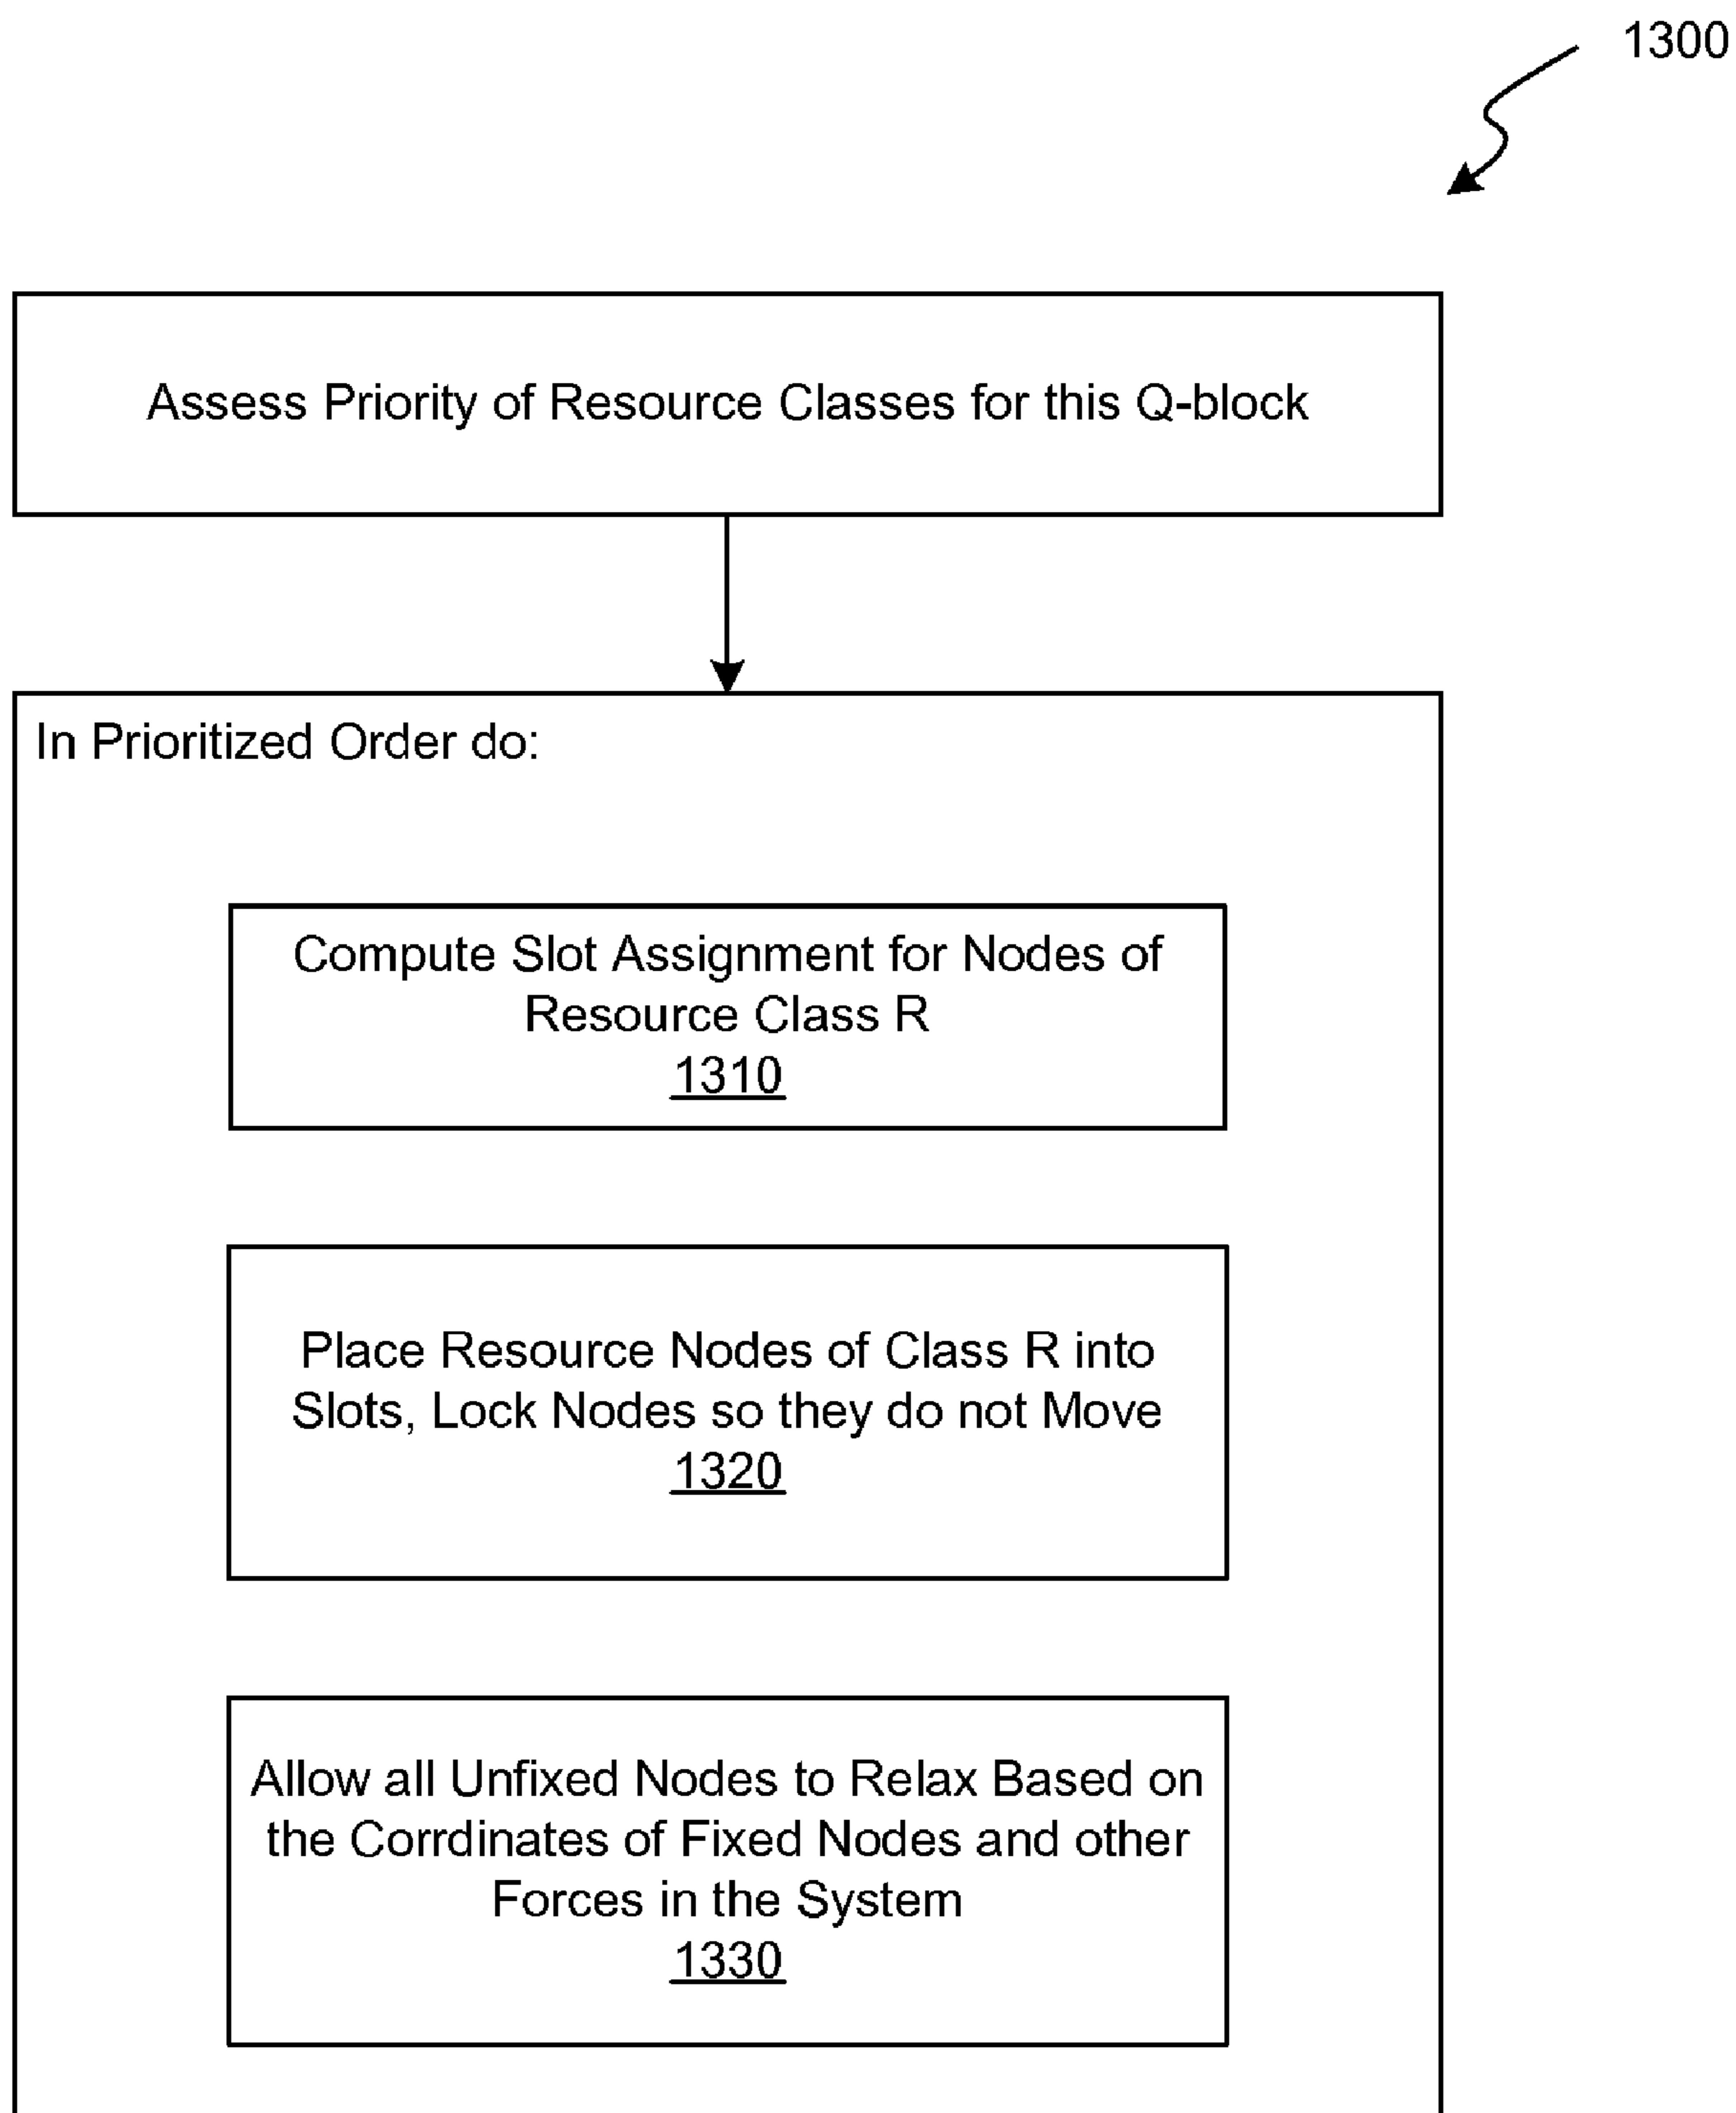 1300
Assess Priority of Resource Classes for this Q-block
In Prioritized Order do:
Compute Slot Assignment for Nodes of
Resource Class R
1310
Place Resource Nodes of Class R into
Slots, Lock Nodes so they do not Move
1320
Allow all Unfixed Nodes to Relax Based on
the Corrdinates of Fixed Nodes and other
Forces in the System
1330